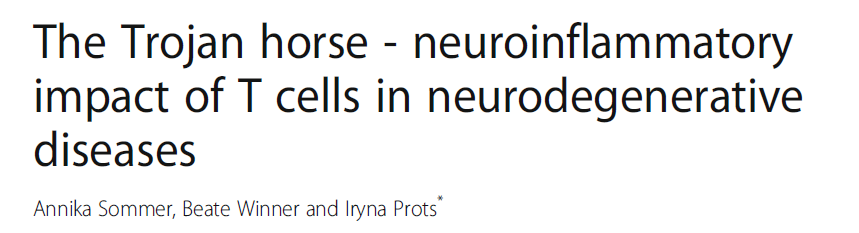 The Trojan horse - neuroinflammatory
impact of T cells in neurodegenerative
diseases
Annika Sommer, Beate Winner and Iryna Prots*